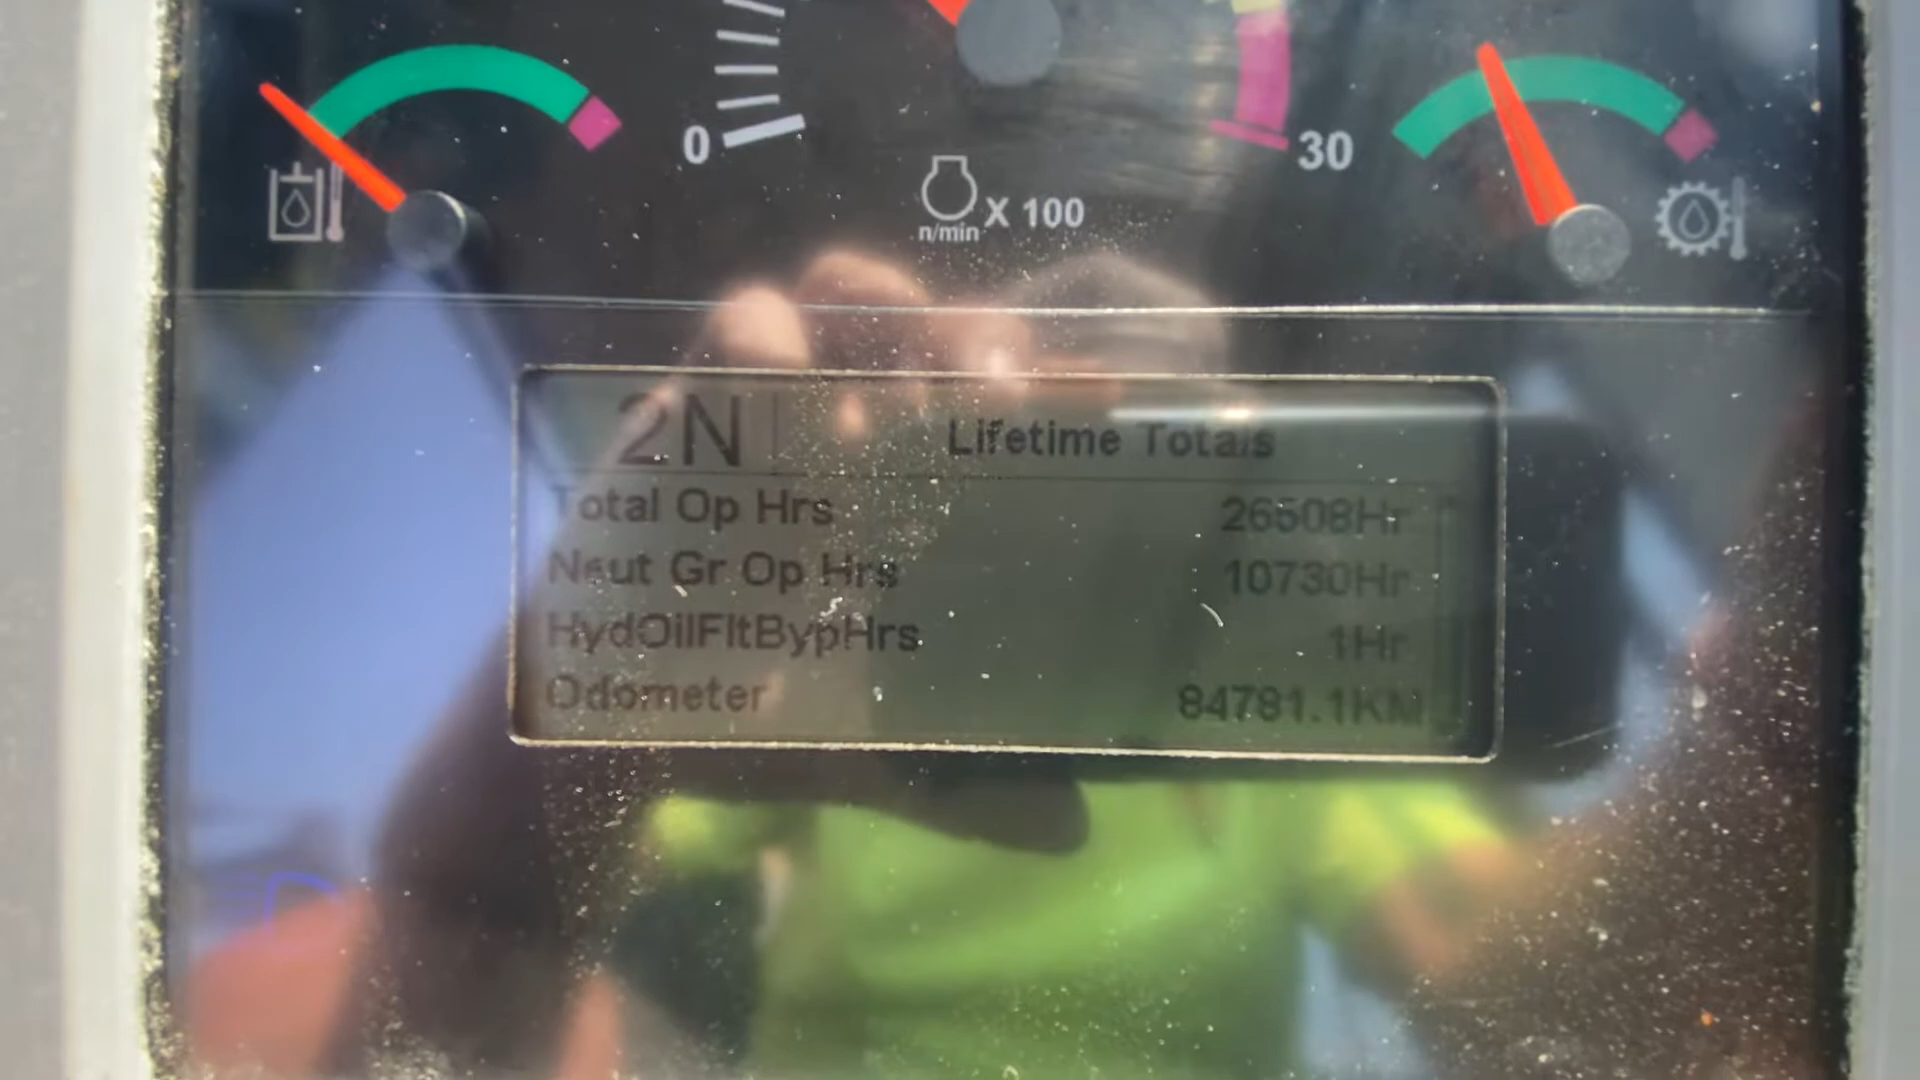 0
30
X 100
n/min
2N Lifetime Totals
Total Op Hrs 26508Hr
Neut Gr Op Hrs 10730Hr
HydOilFltBypHrs 1Hr
Odometer 84781.1KM